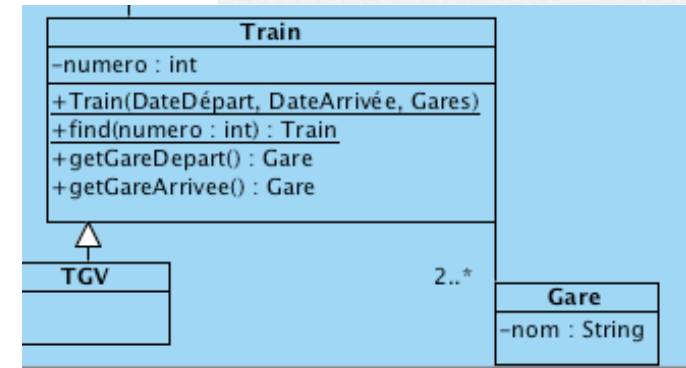 Train
-numero : int
+Train(DateDépart, DateArrivée, Gares)
+find(numero : int) : Train
+getGareDepart() : Gare
+getGareArrivee() : Gare
TGV
2..*
Gare
-nom : String